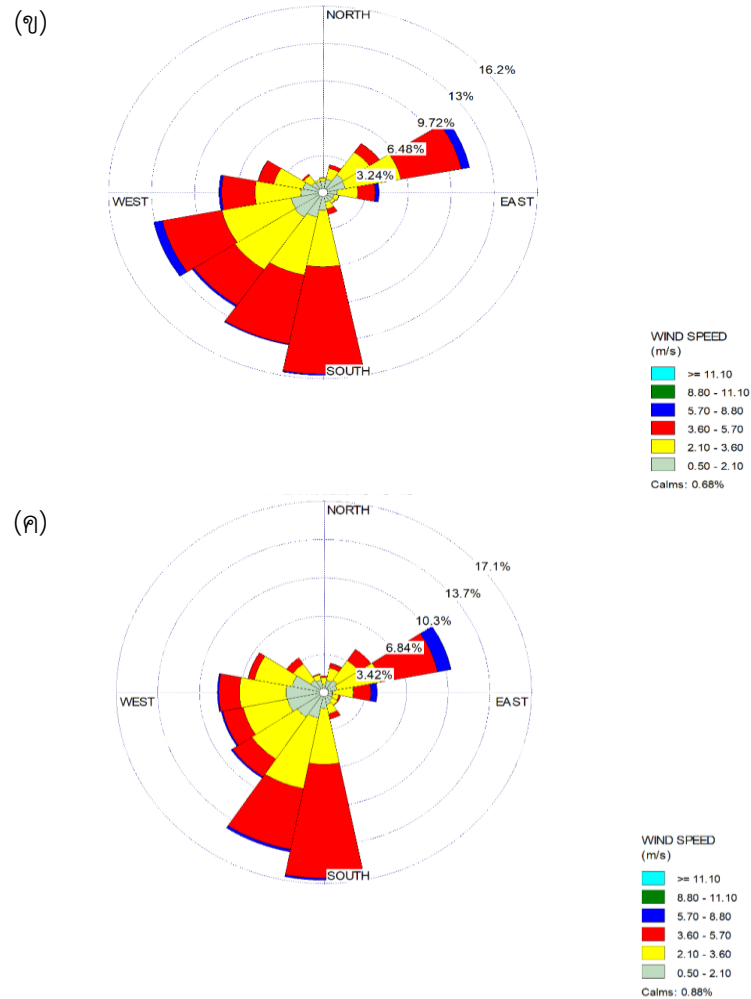 (ข)
NORTH
16.2%
13%
9.72%
6.48%
3.24%
WEST
EAST
SOUTH
WIND SPEED
(m/s)
>= 11.10
8.80 - 11.10
5.70 - 8.80
3.60 - 5.70
2.10 - 3.60
0.50 - 2.10
Calms: 0.68%
(ค)
NORTH
17.1%
13.7%
10.3%
6.84%
3.42%
WEST
EAST
SOUTH
WIND SPEED
(m/s)
>= 11.10
8.80 - 11.10
5.70 - 8.80
3.60 - 5.70
2.10 - 3.60
0.50 - 2.10
Calms: 0.88%